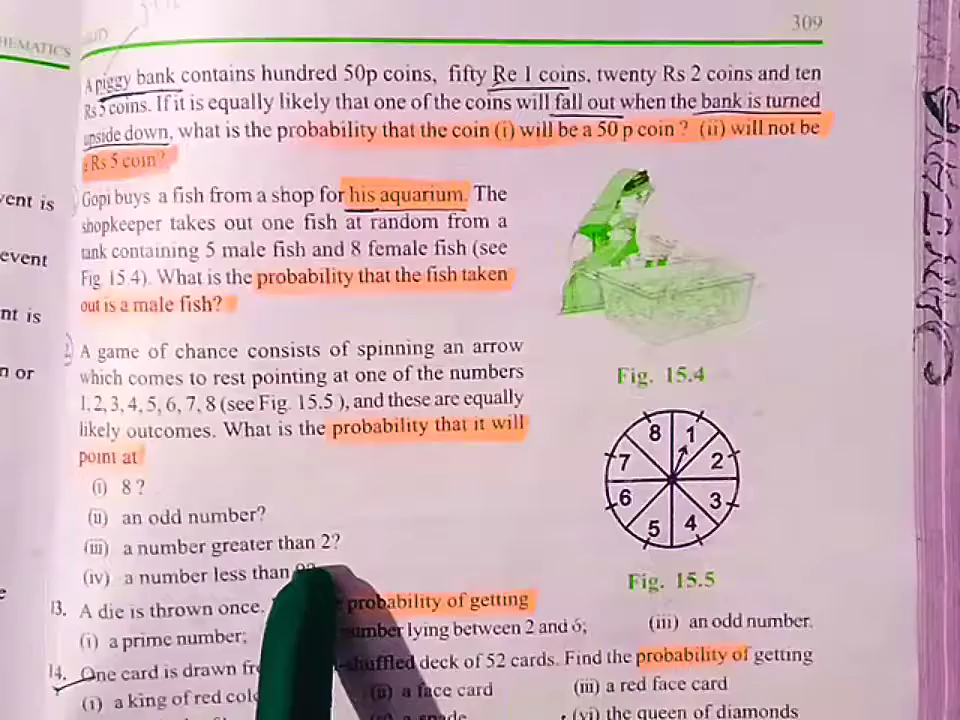 309
HEMATICS
A piggy bank contains hundred 50p coins, fifty Re 1 coins, twenty Rs 2 coins and ten
Rs 5 coins. If it is equally likely that one of the coins will fall out when the bank is turned
upside down, what is the probability that the coin (i) will be a 50 p coin ? (ii) will not be
Rs 5 coin?
vent is
Gopi buys a fish from a shop for his aquarium. The
shopkeeper takes out one fish at random from a
tank containing 5 male fish and 8 female fish (see
event
Fig 15.4). What is the probability that the fish taken
out is a male fish?
nt is
A game of chance consists of spinning an arrow
which comes to rest pointing at one of the numbers
n or
1, 2, 3, 4, 5, 6, 7, 8 (see Fig. 15.5 ), and these are equally
likely outcomes. What is the probability that it will
point at
(i) 8 ?
(ii) an odd number?
(iii) a number greater than 2?
(iv) a number less than
Fig. 15.4
8 1
7 2
6 3
5 4
Fig. 15.5
13. A die is thrown once. probability of getting
(i) a prime number; number lying between 2 and 6; (iii) an odd number.
14. One card is drawn shuffled deck of 52 cards. Find the probability of getting
(i) a king of red (ii) a face card (iii) a red face card
a spade (vi) the queen of diamonds